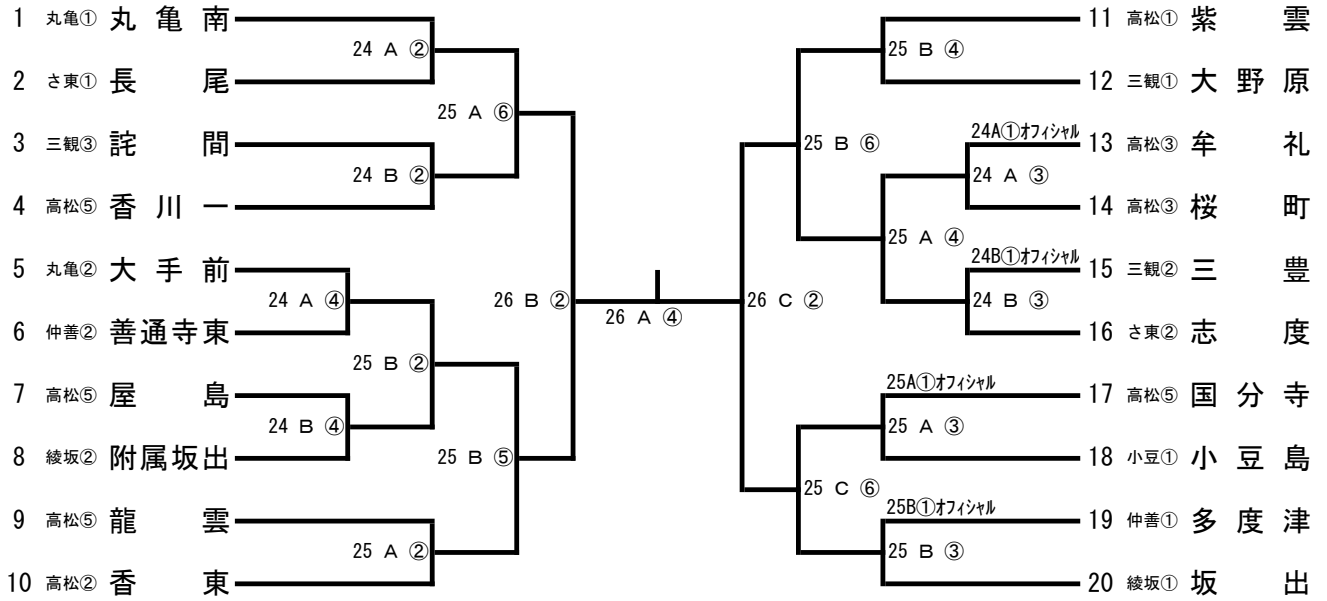 1 丸亀① 丸亀南
24 A ②
2 さ東① 長尾
25 A ⑥
3 三観③ 詫間
24 B ②
4 高松⑤ 香川一
5 丸亀② 大手前
24 A ④
26 B ②
6 仲善② 善通寺東
25 B ②
7 高松⑤ 屋島
24 B ④
8 綾坂② 附属坂出
25 B ⑤
9 高松⑤ 龍雲
25 A ②
10 高松② 香東
26 A ④
11 高松① 紫雲
25 B ④
12 三観① 大野原
25 B ⑥
24A①オフィシャル
13 高松③ 牟礼
24 A ③
14 高松③ 桜町
25 A ④
24B①オフィシャル
15 三観② 三豊
24 B ③
26 C ②
16 さ東② 志度
25A①オフィシャル
17 高松⑤ 国分寺
25 A ③
18 小豆① 小豆島
25 C ⑥
25B①オフィシャル
19 仲善① 多度津
25 B ③
20 綾坂① 坂出